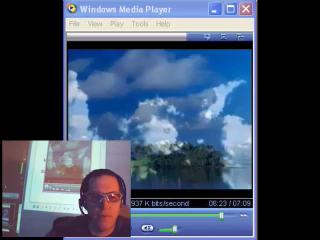 Windows Media Player
File View Play Tools Help
937 K bits/second 06:23 / 07:09